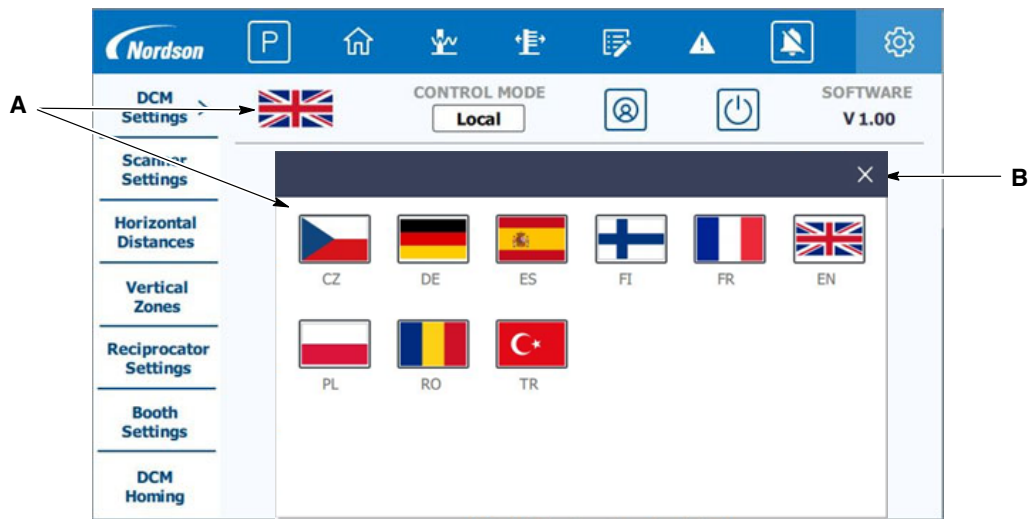 Nordson
P
A
DCM
Settings >
CONTROL MODE
Local
SOFTWARE
V 1.00
Scanner
Settings
B
Horizontal
Distances
CZ DE ES FI FR EN
Vertical
Zones
Reciprocator
Settings
PL RO TR
Booth
Settings
DCM
Homing